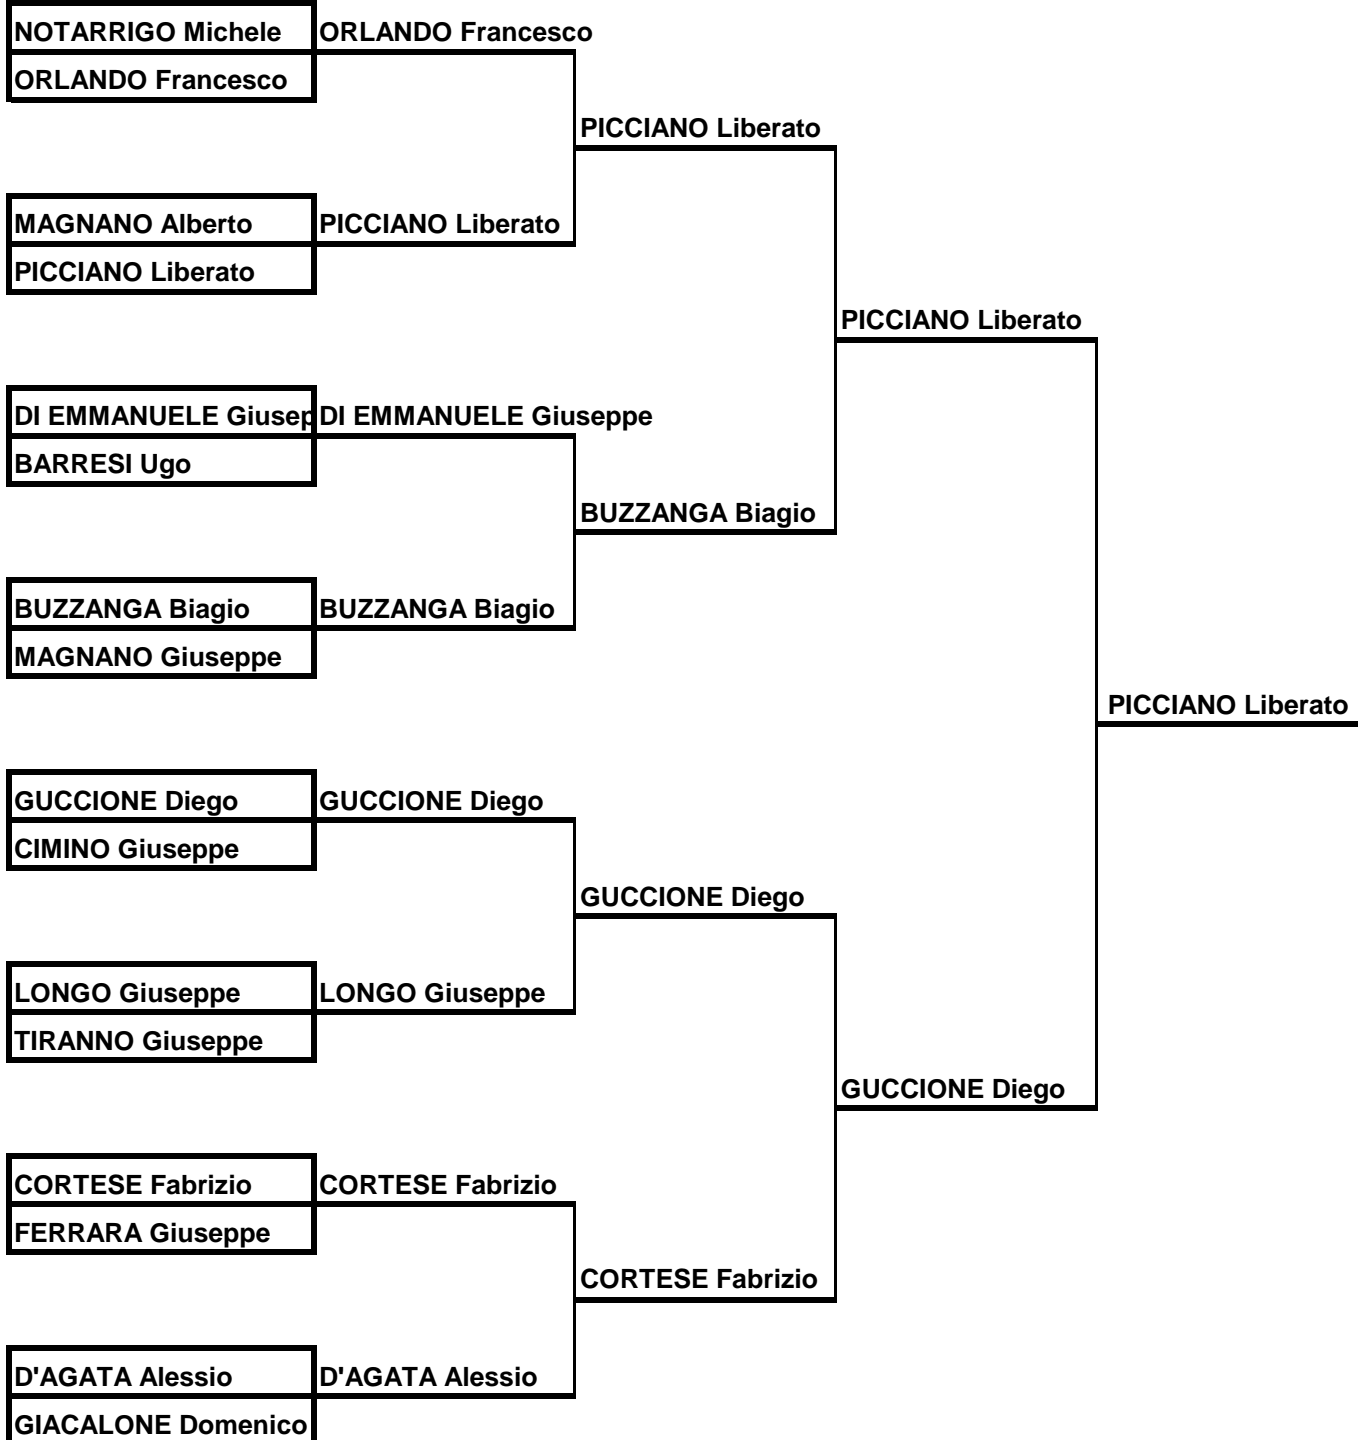 NOTARRIGO Michele ORLANDO Francesco
ORLANDO Francesco
PICCIANO Liberato
MAGNANO Alberto PICCIANO Liberato
PICCIANO Liberato
PICCIANO Liberato
DI EMMANUELE Giusep DI EMMANUELE Giuseppe
BARRESI Ugo
BUZZANGA Biagio
BUZZANGA Biagio BUZZANGA Biagio
MAGNANO Giuseppe
PICCIANO Liberato
GUCCIONE Diego GUCCIONE Diego
CIMINO Giuseppe
GUCCIONE Diego
LONGO Giuseppe LONGO Giuseppe
TIRANNO Giuseppe
GUCCIONE Diego
CORTESE Fabrizio CORTESE Fabrizio
FERRARA Giuseppe
CORTESE Fabrizio
D'AGATA Alessio D'AGATA Alessio
GIACALONE Domenico